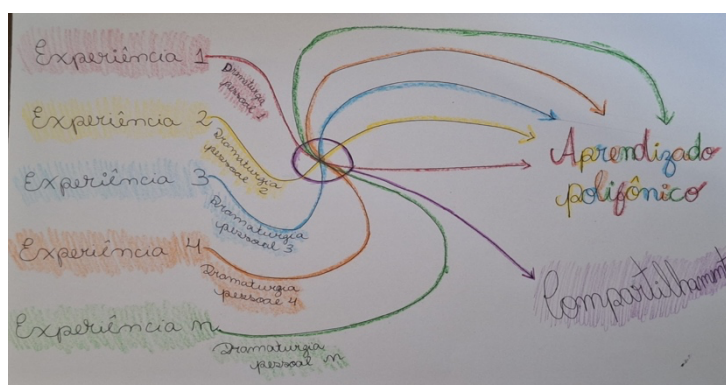 Experiência 1
Dramaturgia
pessoal 1
Experiência 2
Dramaturgia
pessoal 2
Experiência 3
Dramaturgia
pessoal 3
Experiência 4
Dramaturgia
pessoal 4
Experiência n
Dramaturgia
pessoal n
Aprendizado
polifônico
Compartilhament